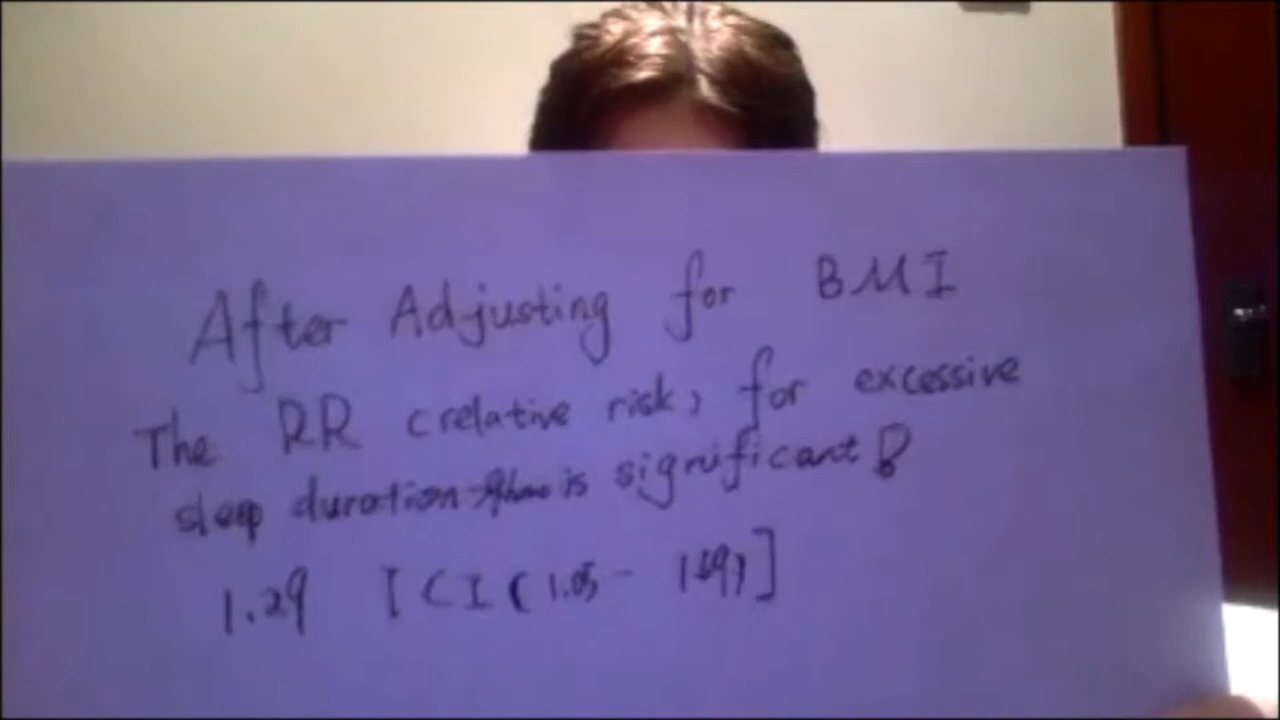 After Adjusting for BMI
The RR (relative risk) for excessive
sleep duration is significant
1.29 [CI (1.05 - 1.59)]